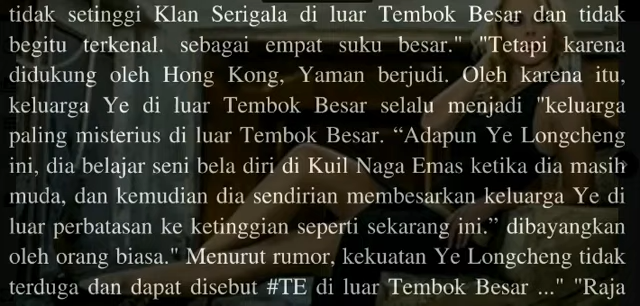 tidak setinggi Klan Serigala di luar Tembok Besar dan tidak
begitu terkenal. sebagai empat suku besar." "Tetapi karena
didukung oleh Hong Kong, Yaman berjudi. Oleh karena itu,
keluarga Ye di luar Tembok Besar selalu menjadi "keluarga
paling misterius di luar Tembok Besar. “Adapun Ye Longcheng
ini, dia belajar seni bela diri di Kuil Naga Emas ketika dia masih
muda, dan kemudian dia sendirian membesarkan keluarga Ye di
luar perbatasan ke ketinggian seperti sekarang ini.” dibayangkan
oleh orang biasa." Menurut rumor, kekuatan Ye Longcheng tidak
terduga dan dapat disebut #TE di luar Tembok Besar ..." "Raja